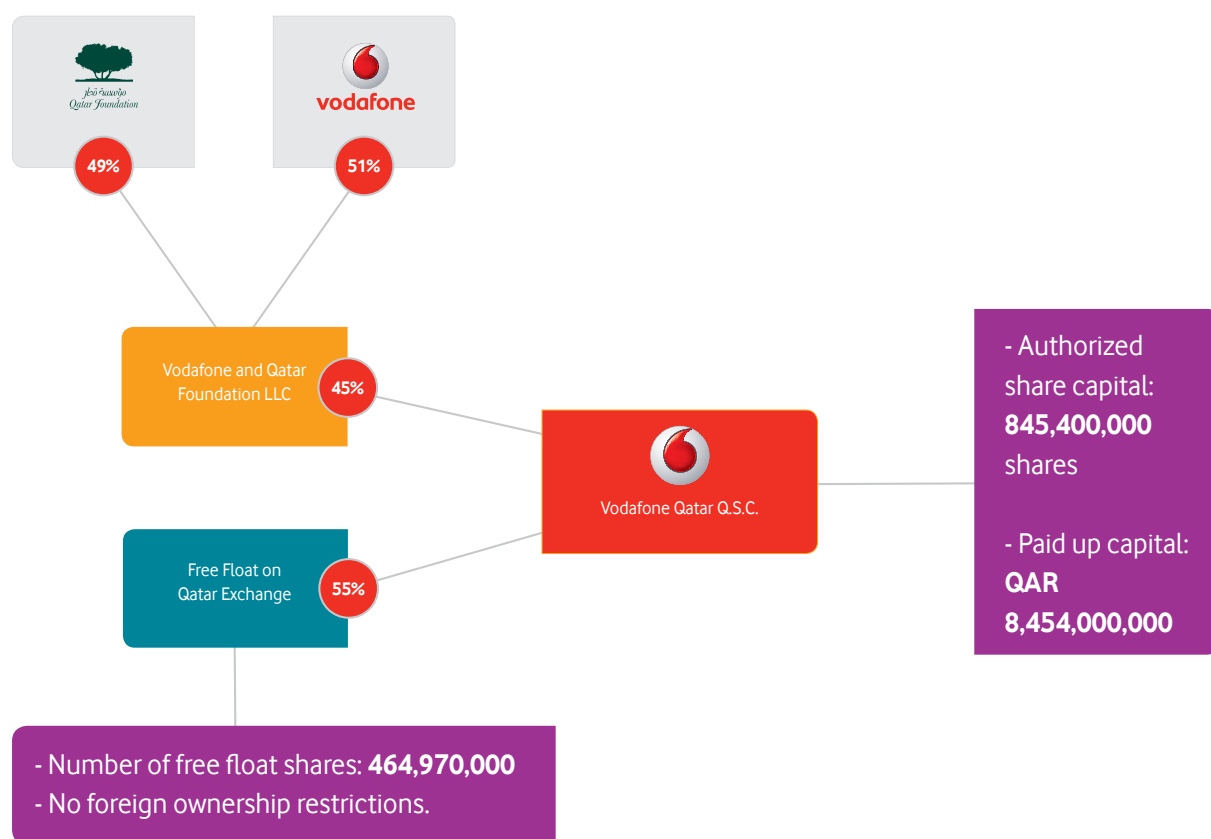 مؤسسة قطر
Qatar Foundation
vodafone
49%
51%
Vodafone and Qatar
Foundation LLC
45%
Vodafone Qatar Q.S.C.
Free Float on
Qatar Exchange
55%
- Authorized
share capital:
845,400,000
shares
- Paid up capital:
QAR
8,454,000,000
- Number of free float shares: 464,970,000
- No foreign ownership restrictions.